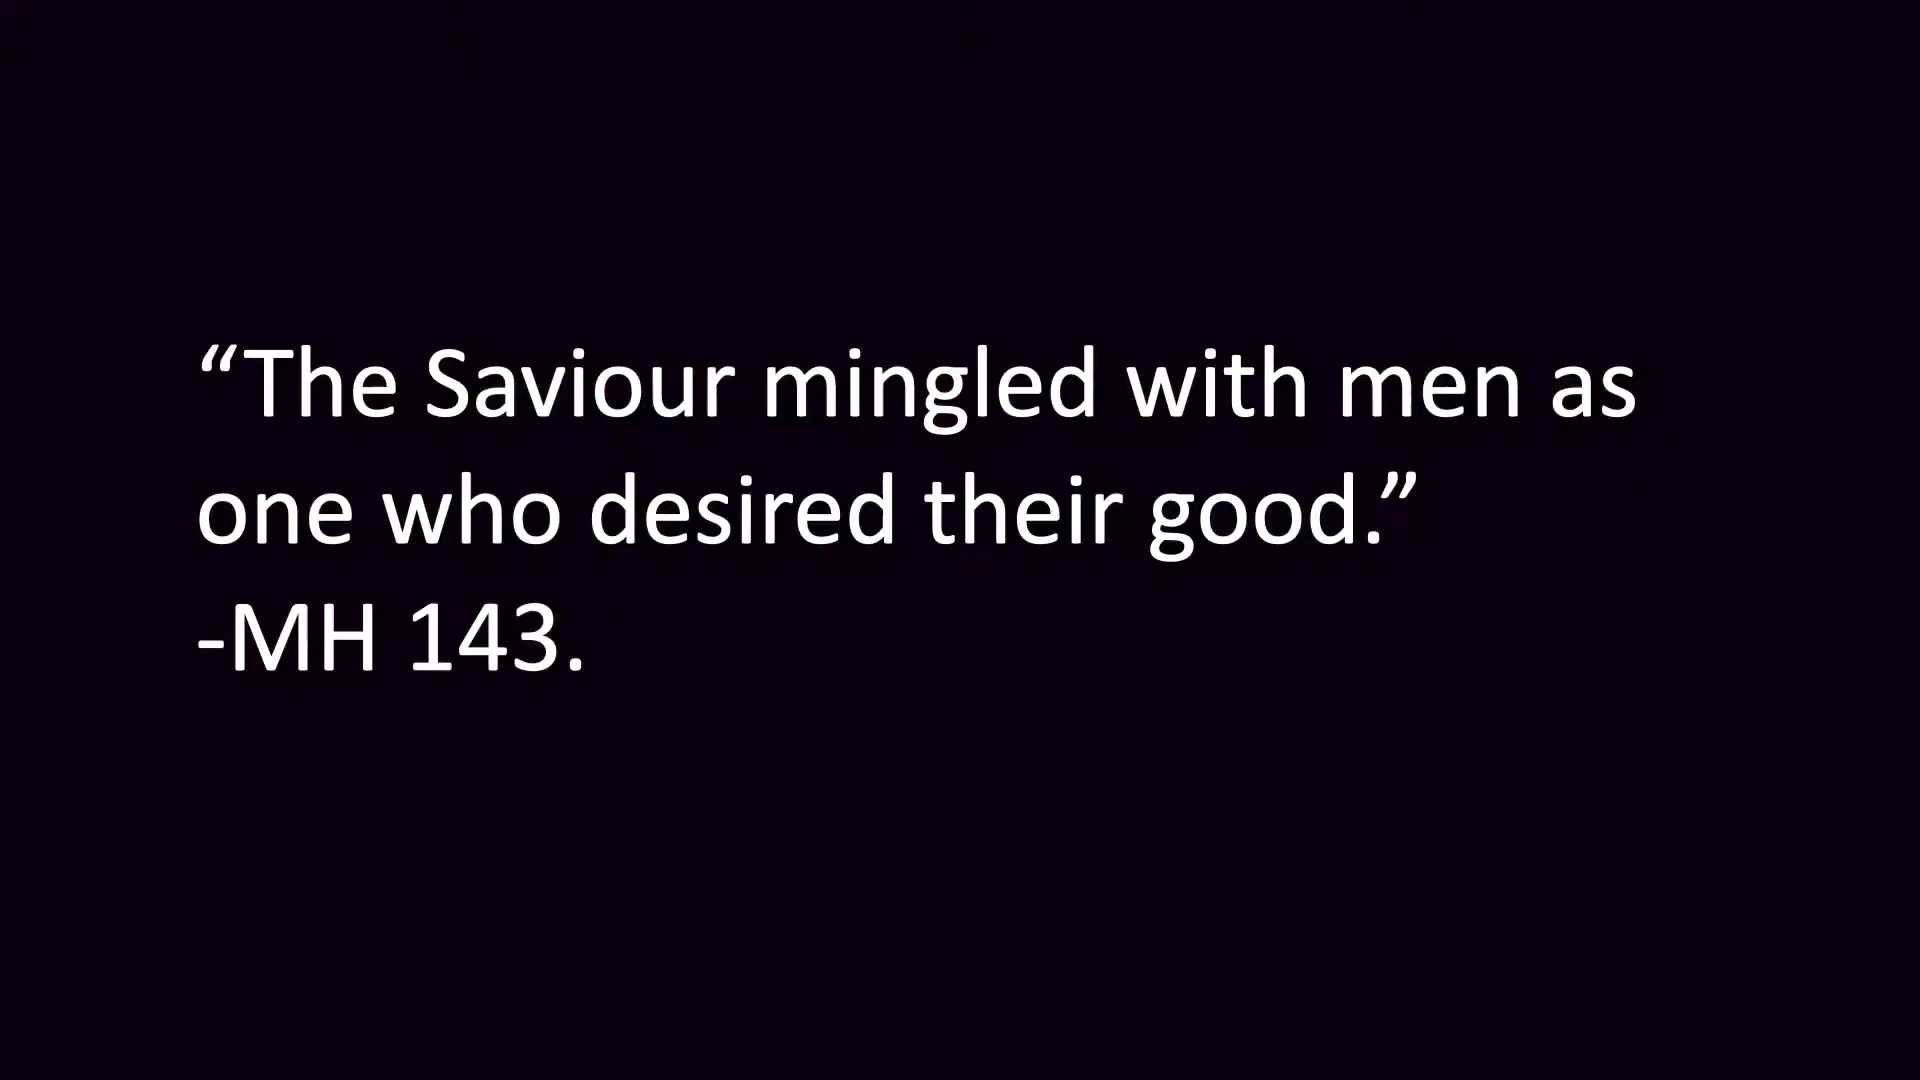 “The Saviour mingled with men as
one who desired their good.”
-MH 143.